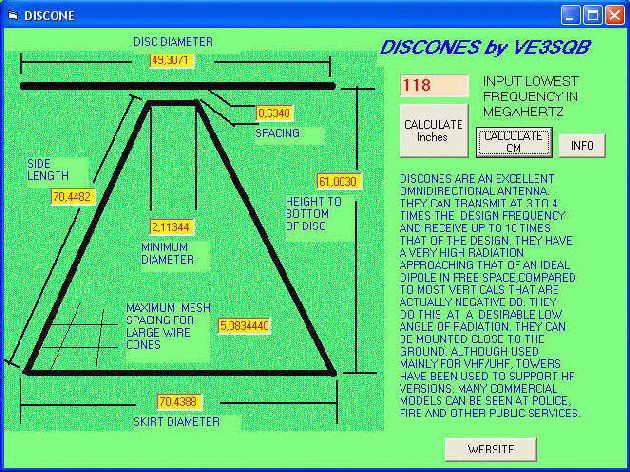 DISCONE
DISC DIAMETER
49,3071
DISCONES by VE3SQB
118
INPUT LOWEST
FREQUENCY IN
MEGAHERTZ
0,5340
SPACING
CALCULATE
Inches
CALCULATE
CM
INFO
SIDE
LENGTH
70,4482
61,0030
HEIGHT TO
BOTTOM
OF DISC
2,11344
MINIMUM
DIAMETER
MAXIMUM MESH
SPACING FOR
LARGE WIRE
CONES
5,0834440
70,4388
SKIRT DIAMETER
DISCONES ARE AN EXCELLENT
OMNIDIRECTIONAL ANTENNA.
THEY CAN TRANSMIT AT 3 TO 4
TIMES THE DESIGN FREQUENCY
AND RECEIVE UP TO 10 TIMES
THAT OF THE DESIGN. THEY HAVE
A VERY HIGH RADIATION
APPROACHING THAT OF AN IDEAL
DIPOLE IN FREE SPACE,COMPARED
TO MOST VERTICALS THAT ARE
ACTUALLY NEGATIVE DB. THEY
DO THIS AT A DESIRABLE LOW
ANGLE OF RADIATION. THEY CAN
BE MOUNTED CLOSE TO THE
GROUND. ALTHOUGH USED
MAINLY FOR VHF/UHF, TOWERS
HAVE BEEN USED TO SUPPORT HF
VERSIONS. MANY COMMERCIAL
MODELS CAN BE SEEN AT POLICE,
FIRE AND OTHER PUBLIC SERVICES.
WEBSITE